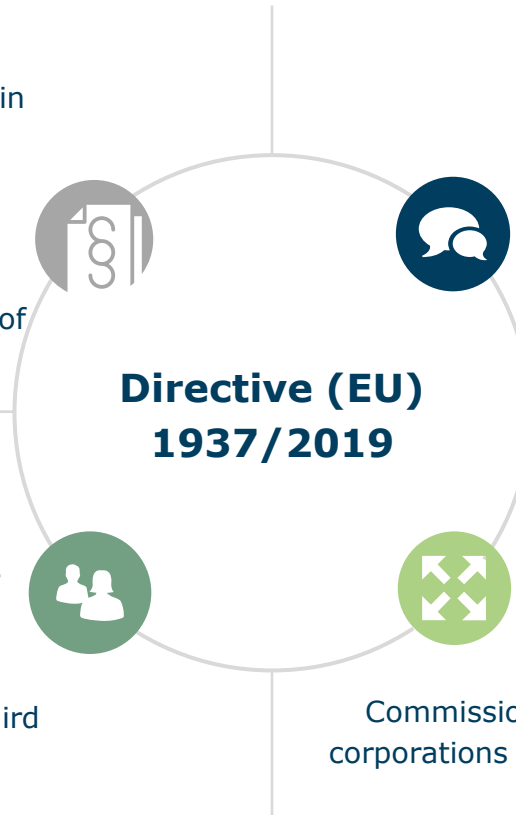 in
of
Directive (EU)
1937/2019
ird
Commissio
corporations